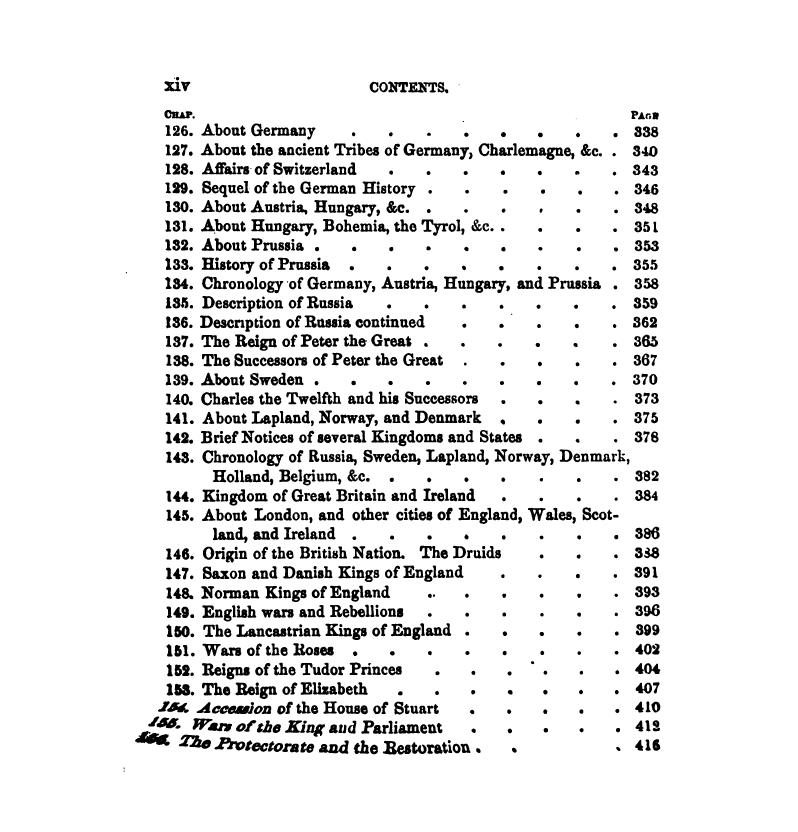 xiv CONTENTS.
CHAP. PAGE
126. About Germany . . . . . . . . 338
127. About the ancient Tribes of Germany, Charlemagne, &c. . 340
128. Affairs of Switzerland . . . . . . . 343
129. Sequel of the German History . . . . . . 346
130. About Austria, Hungary, &c. . . . . . . 348
131. About Hungary, Bohemia, the Tyrol, &c. . . . . 351
132. About Prussia . . . . . . . . . 353
133. History of Prussia . . . . . . . . 355
134. Chronology of Germany, Austria, Hungary, and Prussia . 358
135. Description of Russia . . . . . . . 359
136. Description of Russia continued . . . . . 362
137. The Reign of Peter the Great . . . . . . 365
138. The Successors of Peter the Great . . . . . 367
139. About Sweden . . . . . . . . . 370
140. Charles the Twelfth and his Successors . . . . 373
141. About Lapland, Norway, and Denmark . . . . 375
142. Brief Notices of several Kingdoms and States . . . 378
143. Chronology of Russia, Sweden, Lapland, Norway, Denmark,
Holland, Belgium, &c. . . . . . . . 382
144. Kingdom of Great Britain and Ireland . . . . 384
145. About London, and other cities of England, Wales, Scot-
land, and Ireland . . . . . . . . 386
146. Origin of the British Nation. The Druids . . . 388
147. Saxon and Danish Kings of England . . . . 391
148. Norman Kings of England . . . . . . 393
149. English wars and Rebellions . . . . . . 396
150. The Lancastrian Kings of England . . . . . 399
151. Wars of the Roses . . . . . . . . 402
152. Reigns of the Tudor Princes . . . . . . 404
153. The Reign of Elizabeth . . . . . . . 407
154. Accession of the House of Stuart . . . . . 410
155. Wars of the King and Parliament . . . . . 412
156. The Protectorate and the Restoration . . . 416